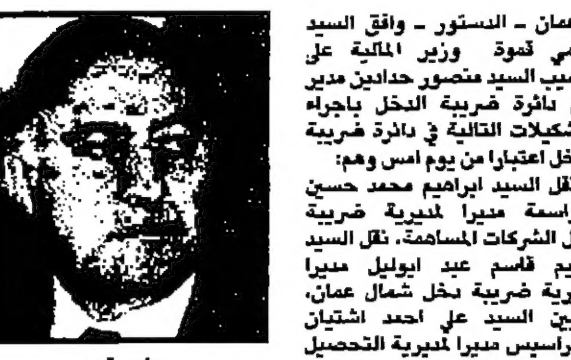 عمان - الدستور - وافق السيد
مي قموة وزير المالية على
سيب السيد منصور حدادين مدير
دائرة ضريبة الدخل باجراء
شكيلات التالية في دائرة ضريبة
دخل اعتبارا من يوم امس وهم:
نقل السيد ابراهيم محمد حسين
راسمة مديرا لمديرية ضريبة
ل الشركات المساهمة، نقل السيد
يم قاسم عبد ابوليل مديرا
رية ضريبة دخل شمال عمان،
يين السيد علي احمد اشتيان
راسيس مديرا لمديرية التحصيل